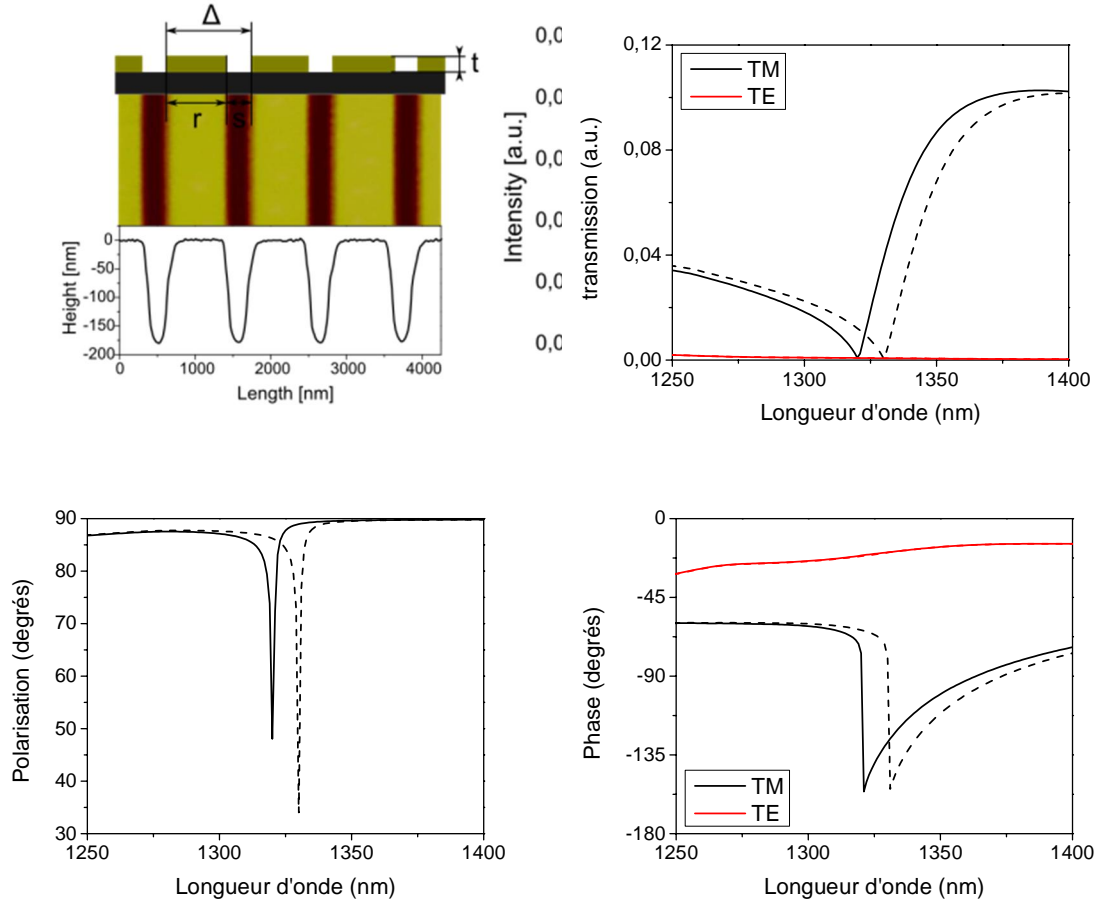 Δ
t
r
s
Height [nm]
0
-50
-100
-150
-200
0
1000
2000
3000
4000
Length [nm]
Intensity [a.u.]
0,0
0,0
0,0
0,0
0,0
0,0
TM
TE
transmission (a.u.)
0,12
0,08
0,04
0,00
1250
1300
1350
1400
Longueur d'onde (nm)
Polarisation (degrés)
90
80
70
60
50
40
30
1250
1300
1350
1400
Longueur d'onde (nm)
Phase (degrés)
0
-45
-90
-135
-180
TM
TE
1250
1300
1350
1400
Longueur d'onde (nm)